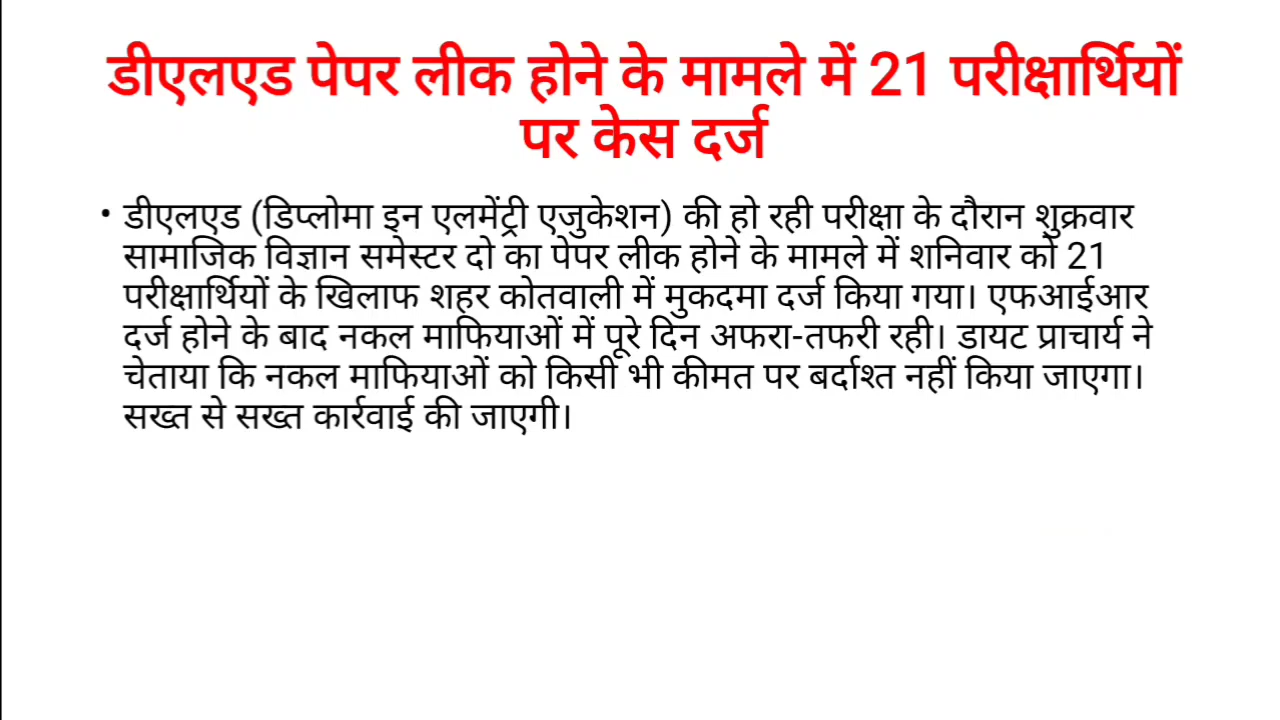 डीएलएड पेपर लीक होने के मामले में 21 परीक्षार्थियों
पर केस दर्ज
• डीएलएड (डिप्लोमा इन एलमेंट्री एजुकेशन) की हो रही परीक्षा के दौरान शुक्रवार
सामाजिक विज्ञान समेस्टर दो का पेपर लीक होने के मामले में शनिवार को 21
परीक्षार्थियों के खिलाफ शहर कोतवाली में मुकदमा दर्ज किया गया। एफआईआर
दर्ज होने के बाद नकल माफियाओं में पूरे दिन अफरा-तफरी रही। डायट प्राचार्य ने
चेताया कि नकल माफियाओं को किसी भी कीमत पर बर्दाश्त नहीं किया जाएगा।
सख्त से सख्त कार्रवाई की जाएगी।